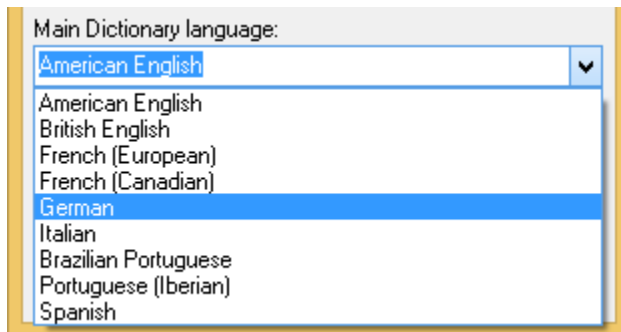 Main Dictionary language:
American English
American English
British English
French (European)
French (Canadian)
German
Italian
Brazilian Portuguese
Portuguese (Iberian)
Spanish